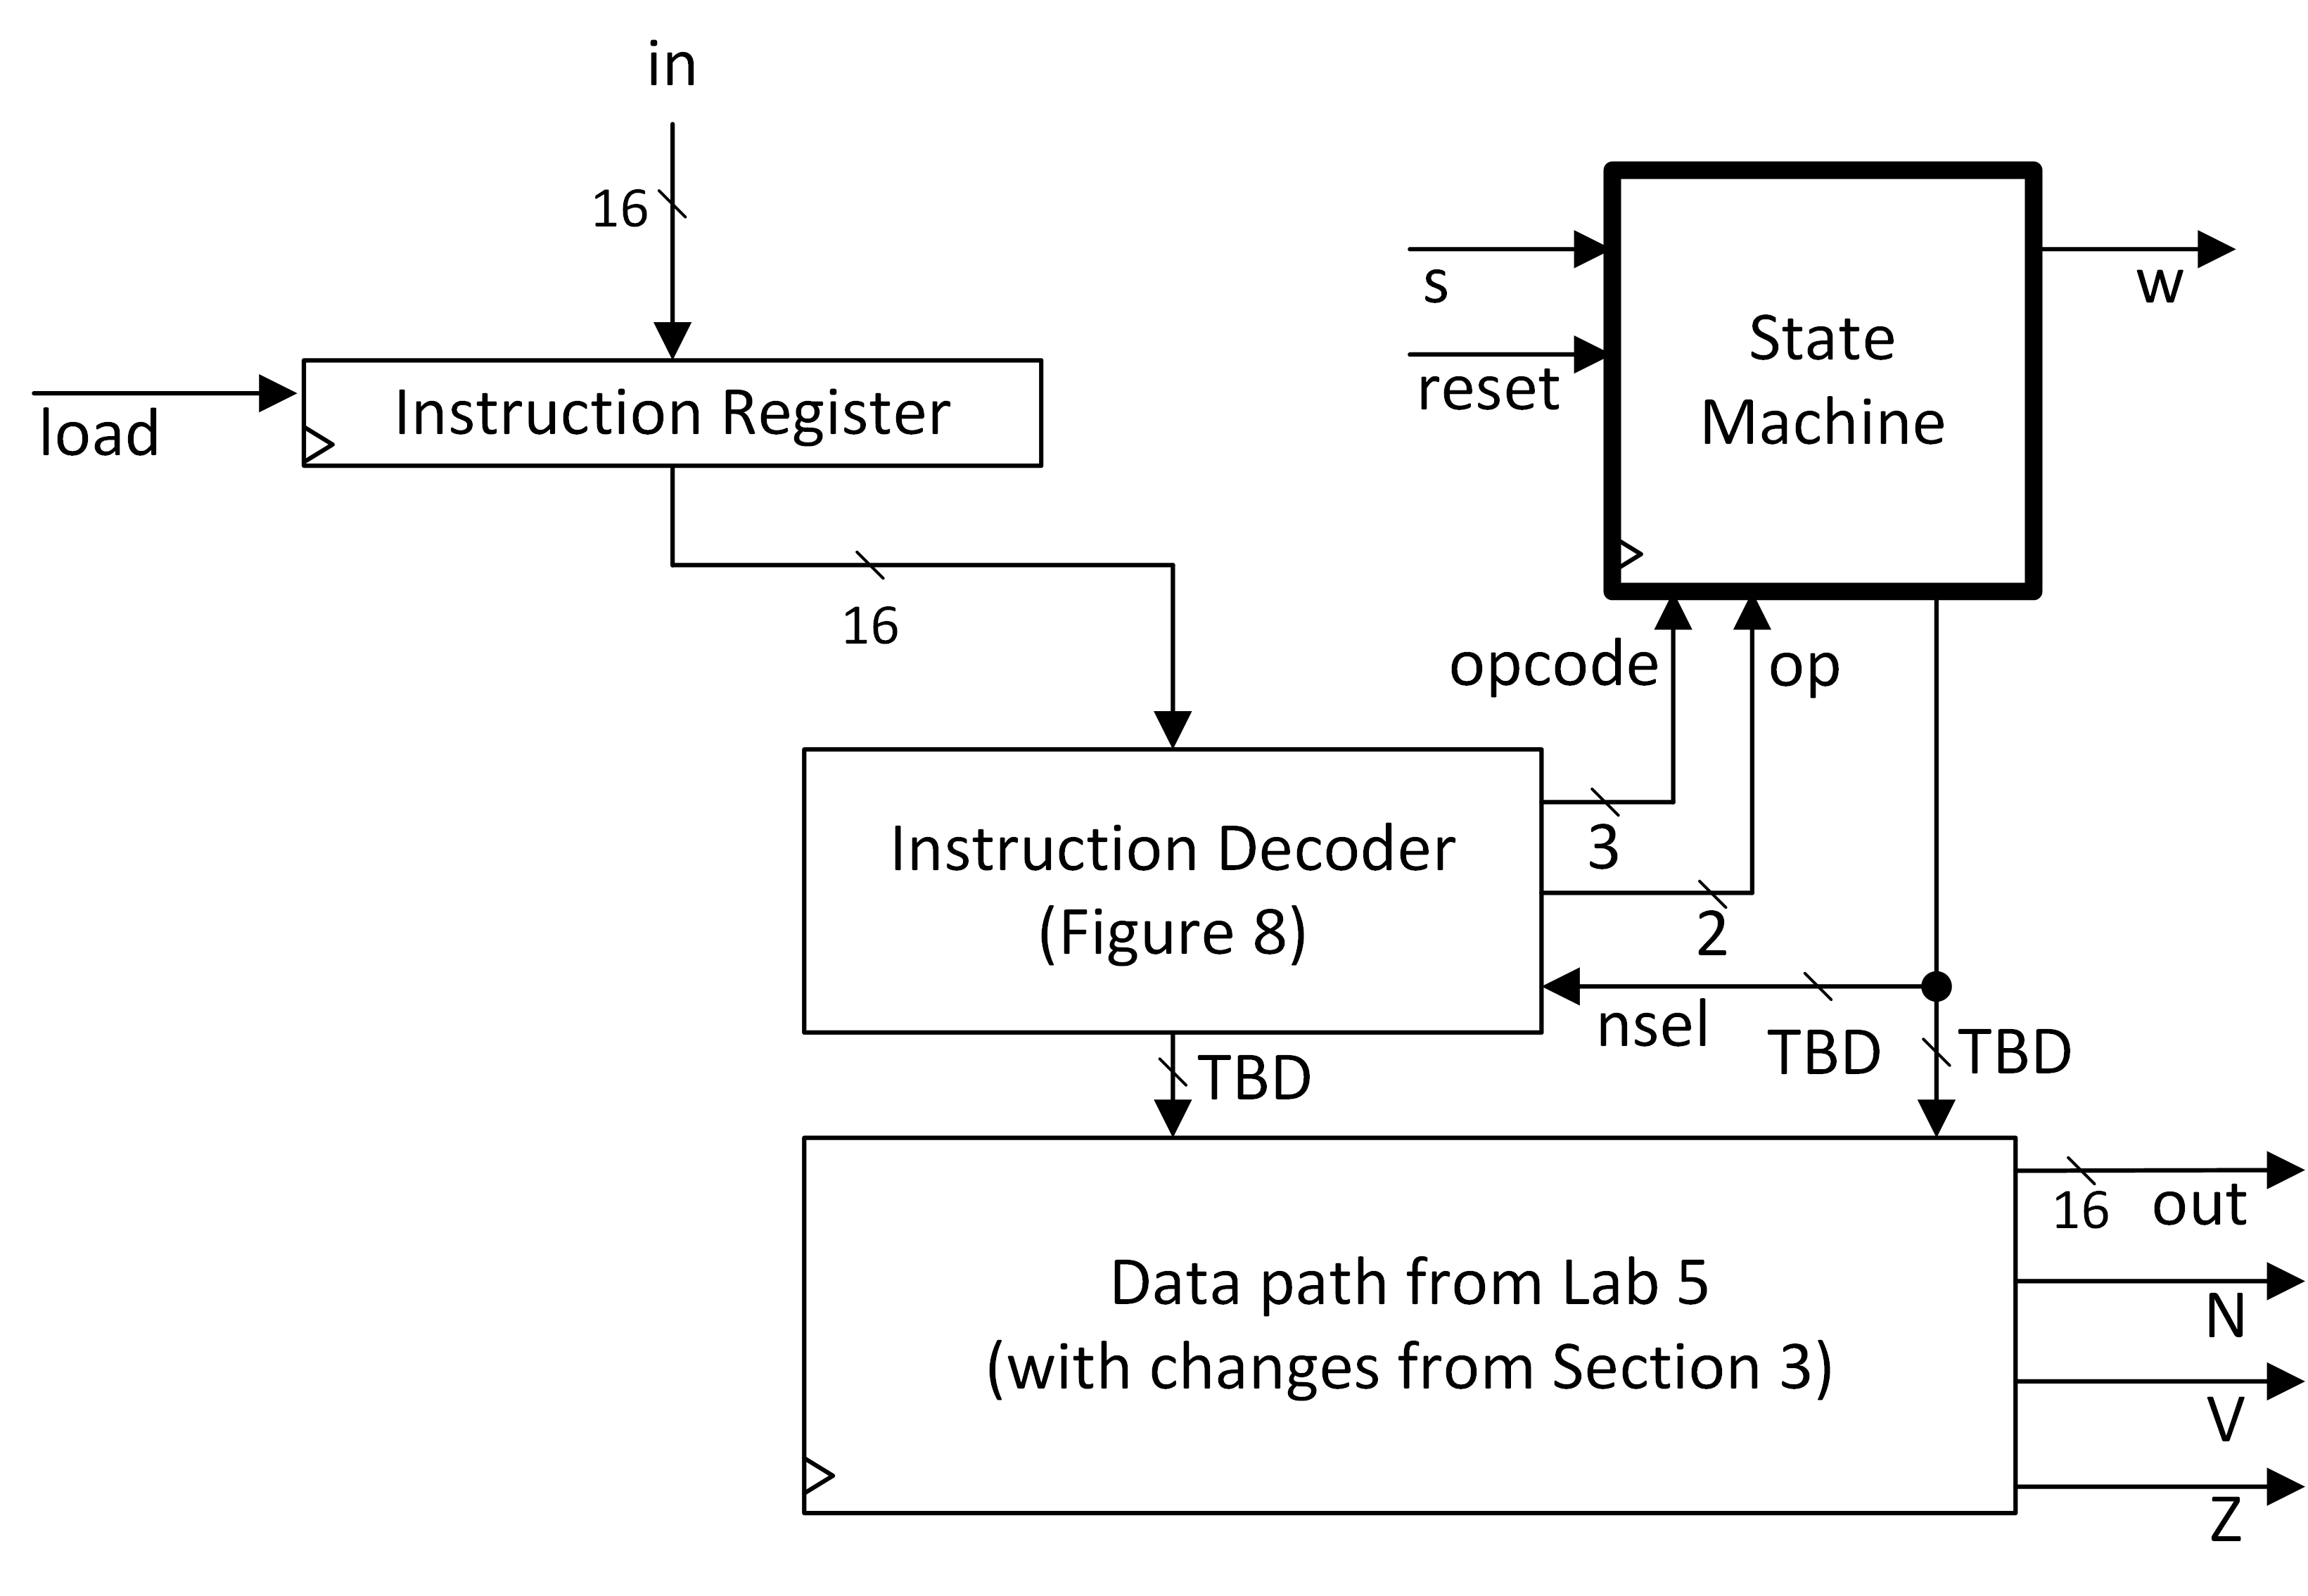 in
16
load
Instruction Register
16
s
reset
State
Machine
w
opcode
op
Instruction Decoder
(Figure 8)
3
2
nsel
TBD
TBD
TBD
Data path from Lab 5
(with changes from Section 3)
16
out
N
V
Z